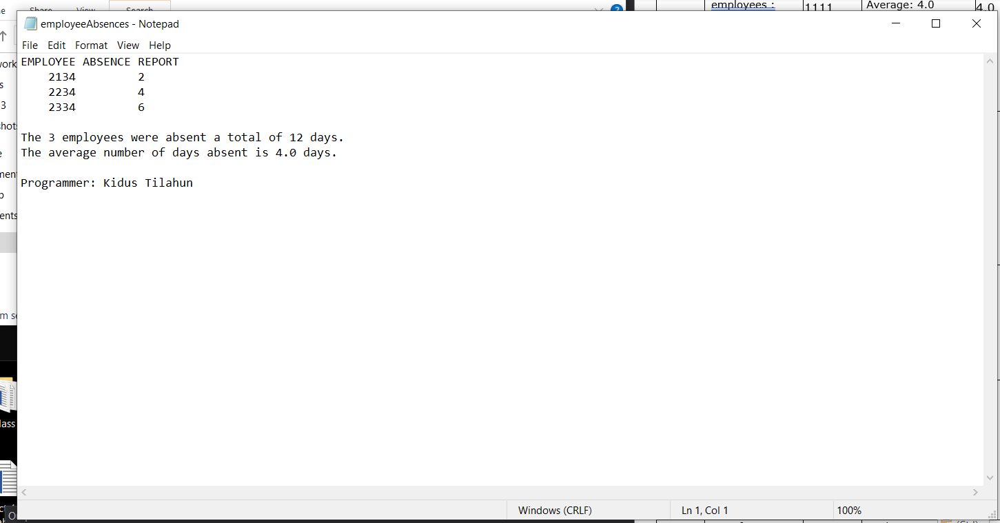 Share View Search
employees :
1111
Average: 4.0
4.0
employeeAbsences - Notepad
File Edit Format View Help
EMPLOYEE ABSENCE REPORT
2134 2
2234 4
2334 6
The 3 employees were absent a total of 12 days.
The average number of days absent is 4.0 days.
Programmer: Kidus Tilahun
Windows (CRLF)
Ln 1, Col 1
100%